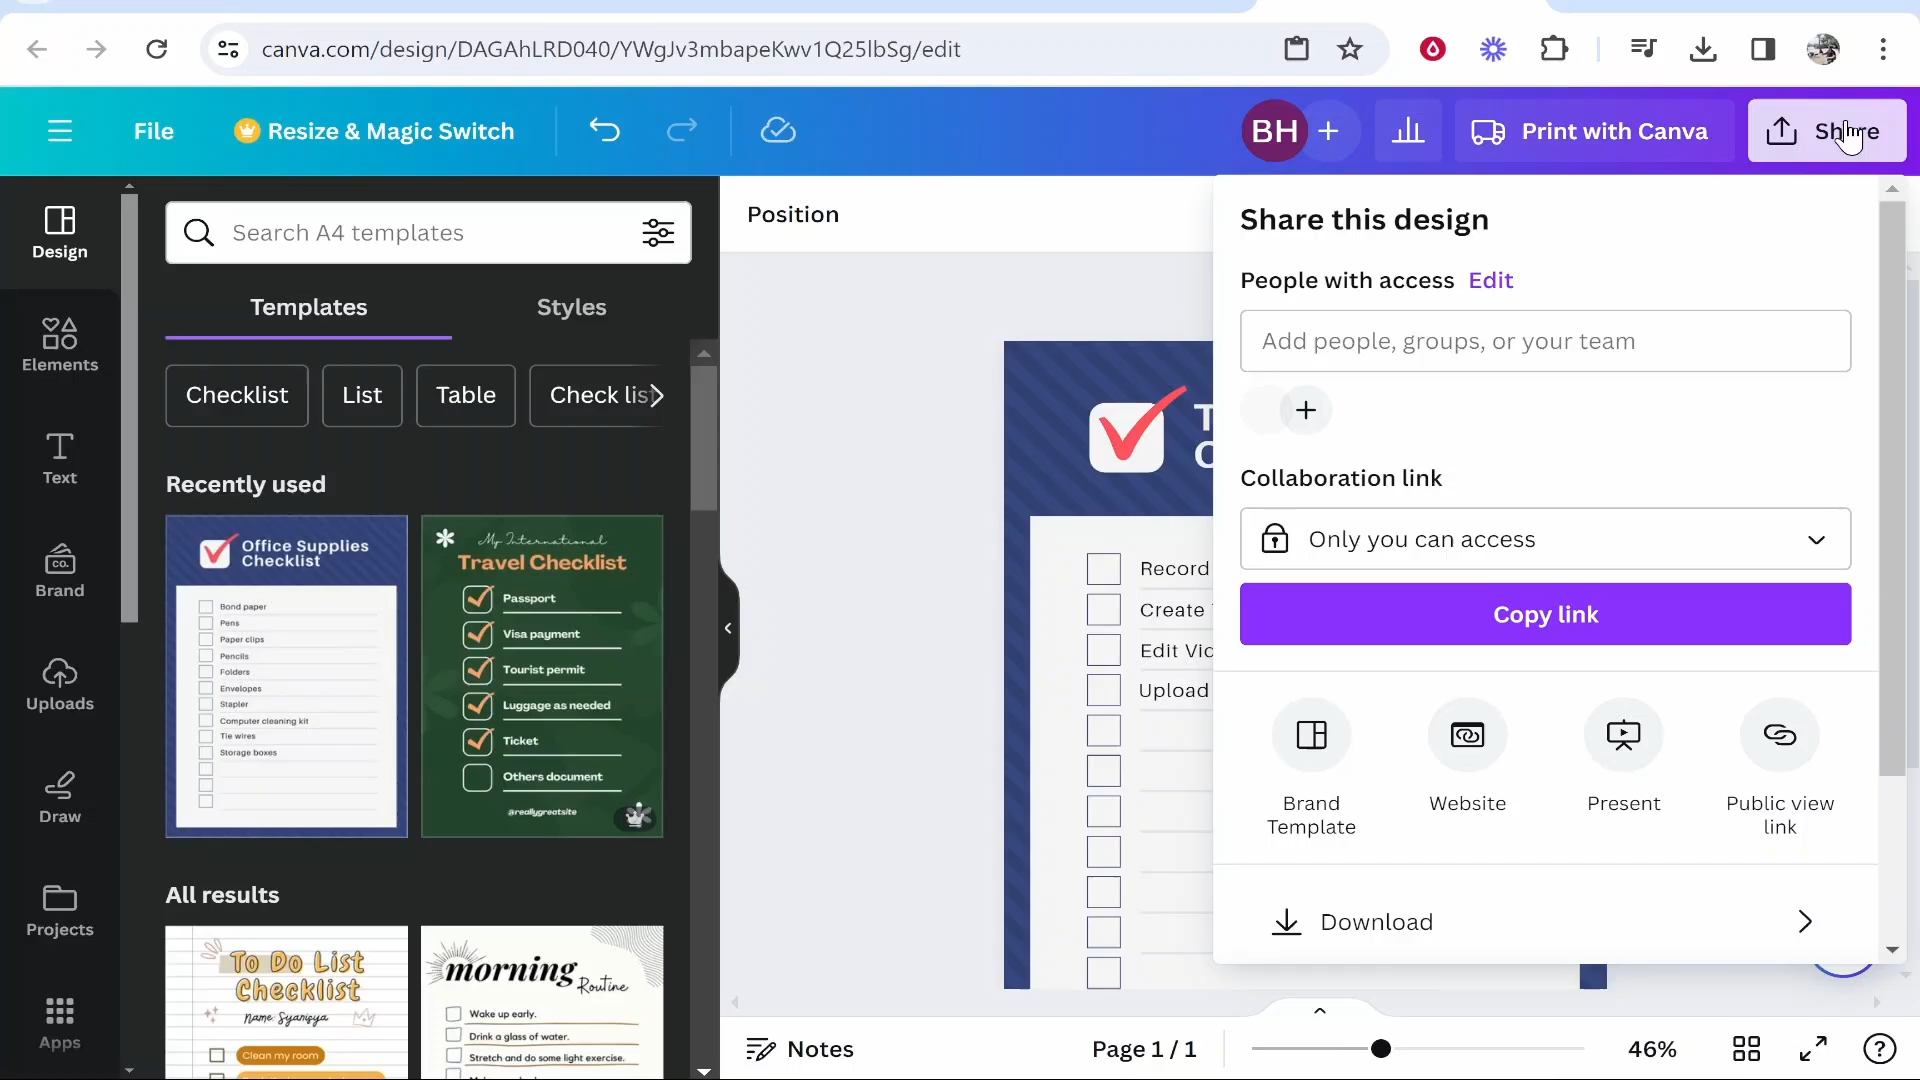 canva.com/design/DAGAhLRD040/YWgJv3mbapeKwv1Q25lbSg/edit
File
Resize & Magic Switch
BH
Print with Canva
Share
Design
Elements
Text
CO.
Brand
Uploads
Draw
Projects
Apps
Search A4 templates
Templates
Styles
Checklist
List
Table
Check list
Recently used
Office Supplies
Checklist
Bond paper
Pens
Paper clips
Pencils
Folders
Envelopes
Stapler
Computer cleaning kit
Tie wires
Storage boxes
My International
Travel Checklist
Passport
Visa payment
Tourist permit
Luggage as needed
Ticket
Others document
@reallygreatsite
All results
To Do List
Checklist
Name: Syanisya
Clean my room
morning
Routine
Wake up early.
Drink a glass of water.
Stretch and do some light exercise.
Position
Record
Create
Edit Vid
Upload
Share this design
People with access
Edit
Add people, groups, or your team
Collaboration link
Only you can access
Copy link
Brand
Template
Website
Present
Public view
link
Download
Notes
Page 1 / 1
46%